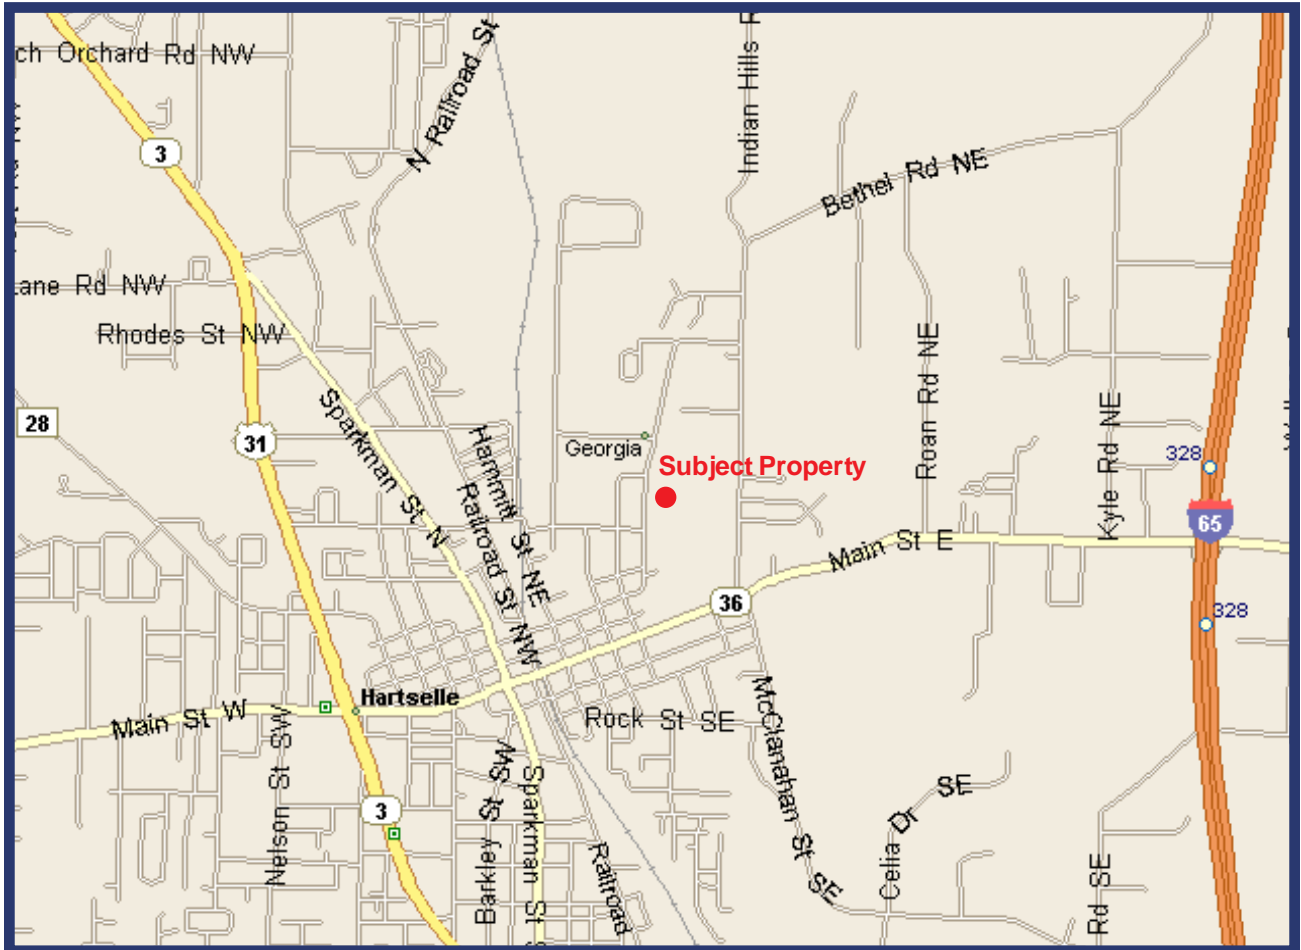 ch Orchard Rd NW
N Railroad St
Indian Hills
3
Bethel Rd NE
Lane Rd NW
Rhodes St NW
28
31
Sparkman St N
Hammitt St NE
Railroad St NW
Georgia
Subject Property
Roan Rd NE
Kyle Rd NE
328
65
Main St E
36
328
Hartselle
Main St W
Rock St SE
McClanahan St SE
Nelson St SW
Barkley St SW
Sparkman St S
3
Railroad
Celia Dr SE
Rd SE